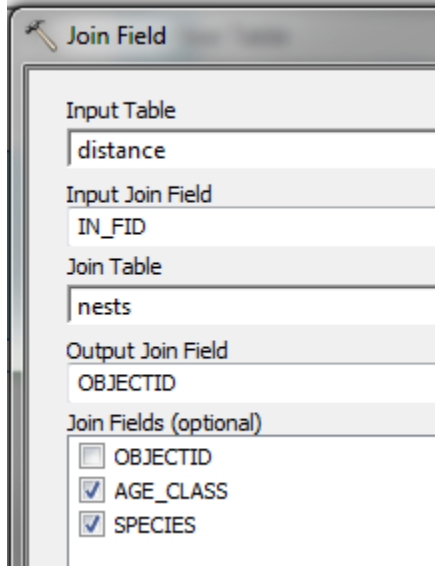 Join Field
Input Table
distance
Input Join Field
IN_FID
Join Table
nests
Output Join Field
OBJECTID
Join Fields (optional)
OBJECTID
AGE_CLASS
SPECIES